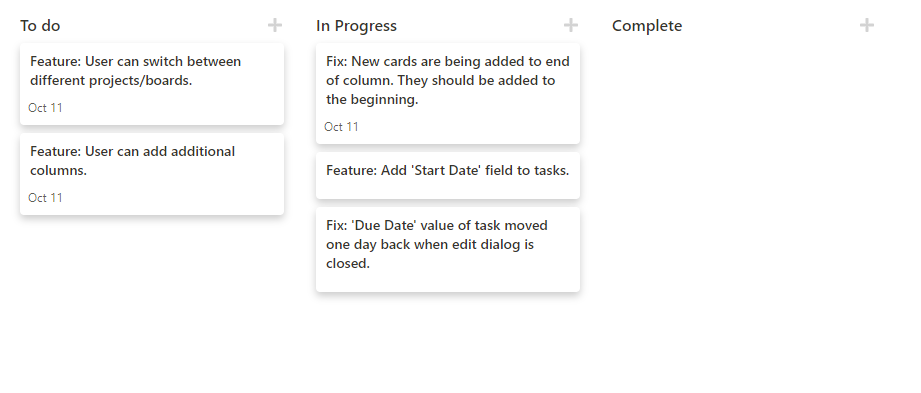 To do
Feature: User can switch between
different projects/boards.
Oct 11
Feature: User can add additional
columns.
Oct 11
In Progress
Fix: New cards are being added to end
of column. They should be added to
the beginning.
Oct 11
Feature: Add 'Start Date' field to tasks.
Fix: 'Due Date' value of task moved
one day back when edit dialog is
closed.
Complete